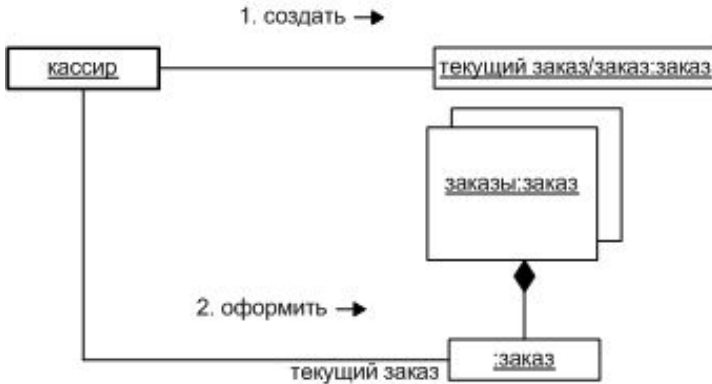 1. создать
кассир
текущий заказ/заказ:заказ
заказы:заказ
2. оформить
:заказ
текущий заказ